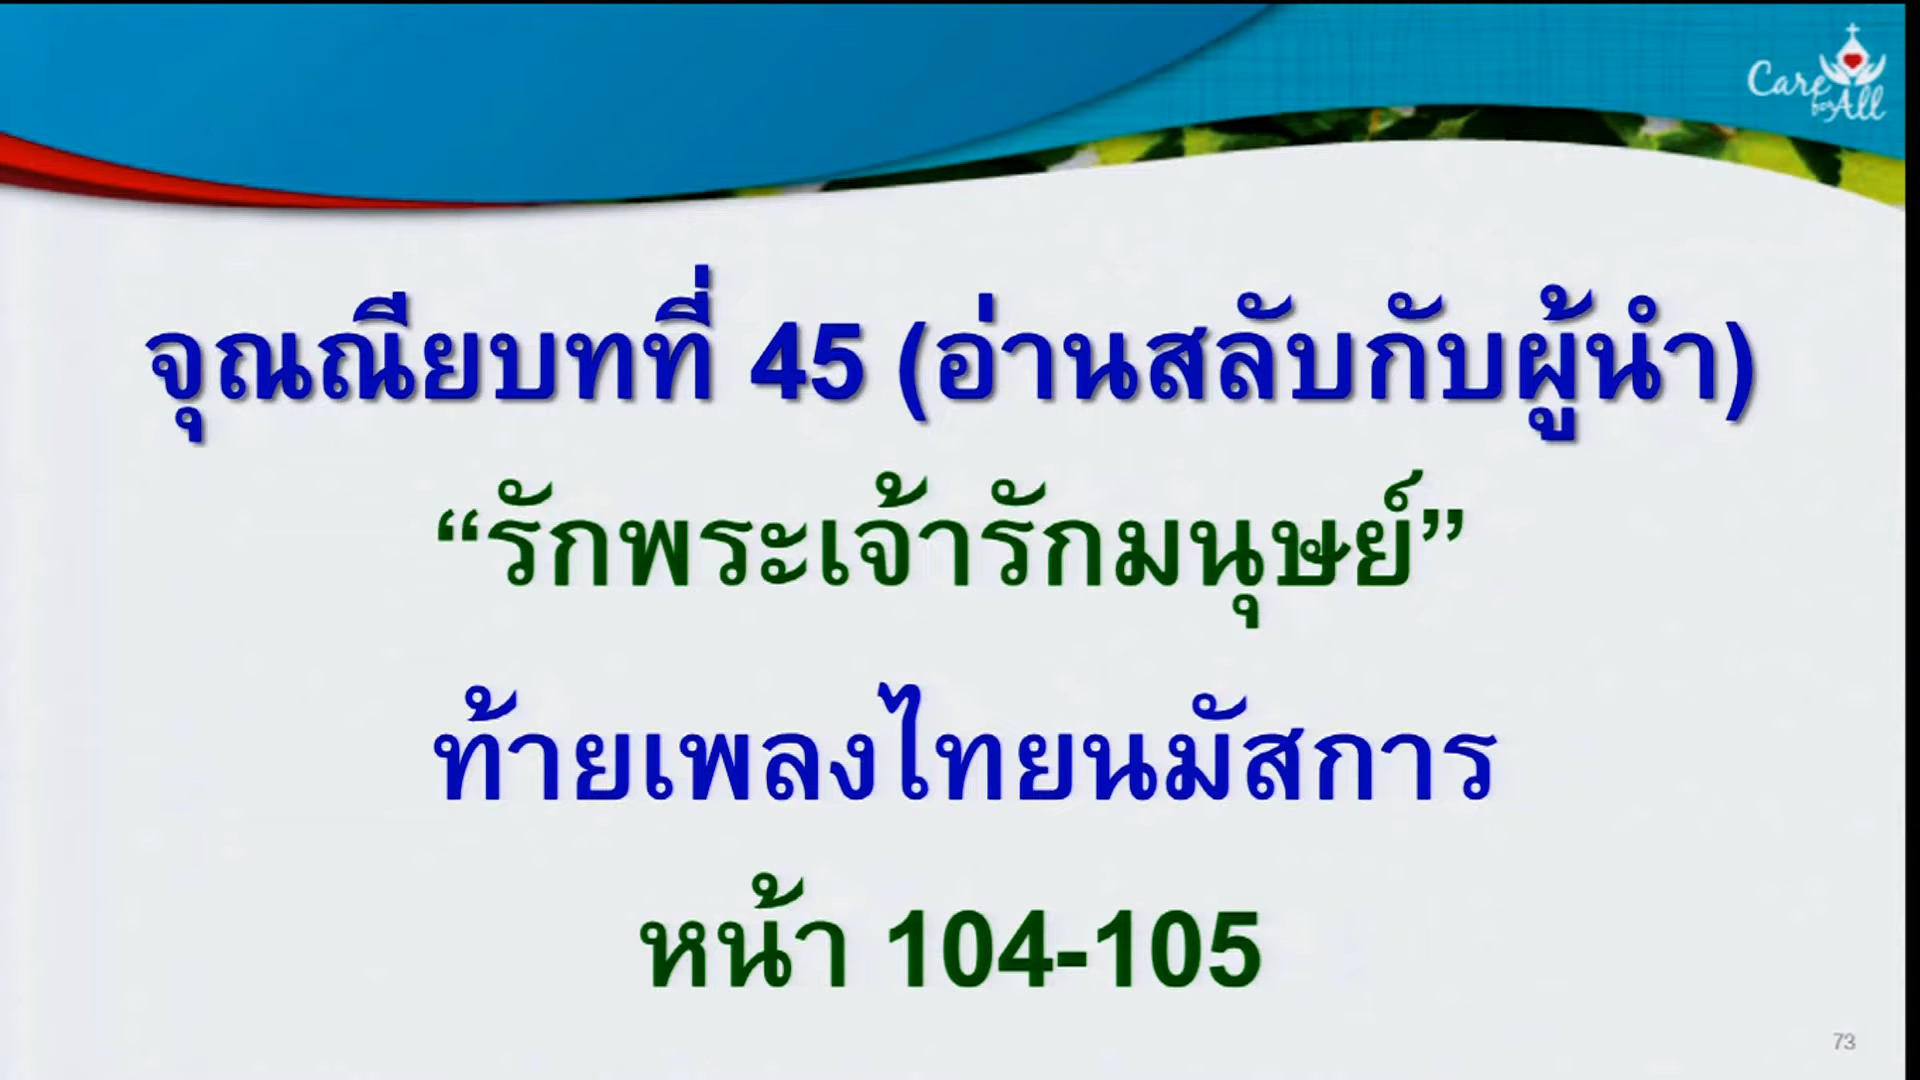 Care
for All
จุณณียบทที่ 45 (อ่านสลับกับผู้นำ)
“รักพระเจ้ารักมนุษย์”
ท้ายเพลงไทยนมัสการ
หน้า 104-105
73